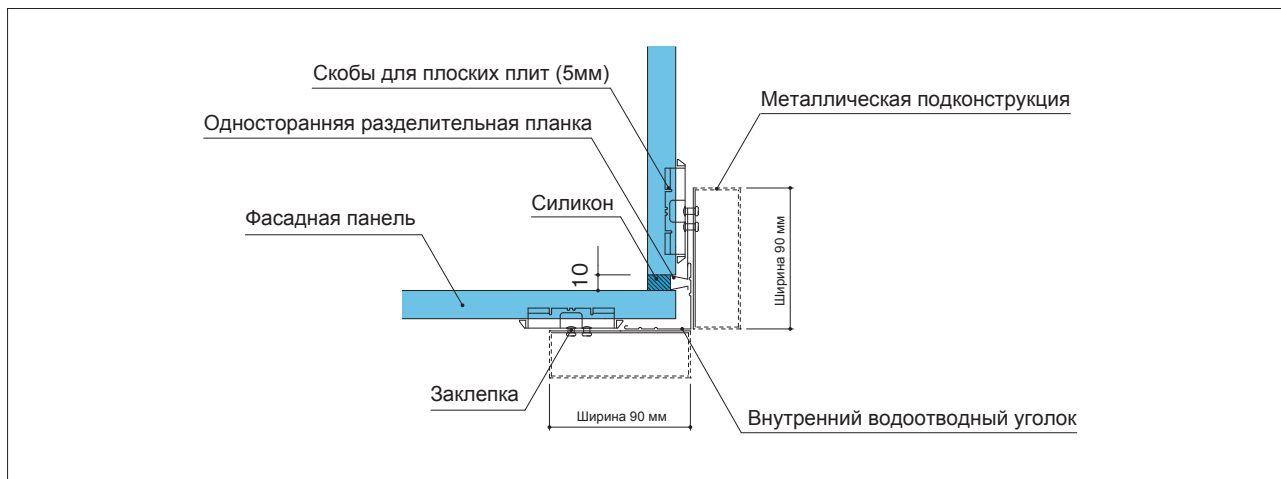 Скобы для плоских плит (5мм)
Металлическая подконструкция
Односторанняя разделительная планка
Силикон
Фасадная панель
10
Ширина 90 мм
Заклепка
Ширина 90 мм
Внутренний водоотводный уголок